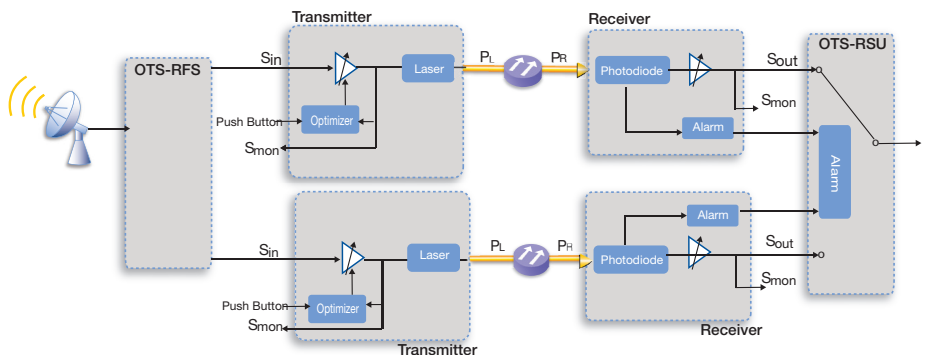 Transmitter
Receiver
OTS-RFS
OTS-RSU
Sin
Laser
PL
PR
Photodiode
Sout
Smon
Push Button
Optimizer
Smon
Alarm
Alarm
Alarm
Sin
Laser
PL
PR
Photodiode
Sout
Smon
Push Button
Optimizer
Smon
Receiver
Transmitter